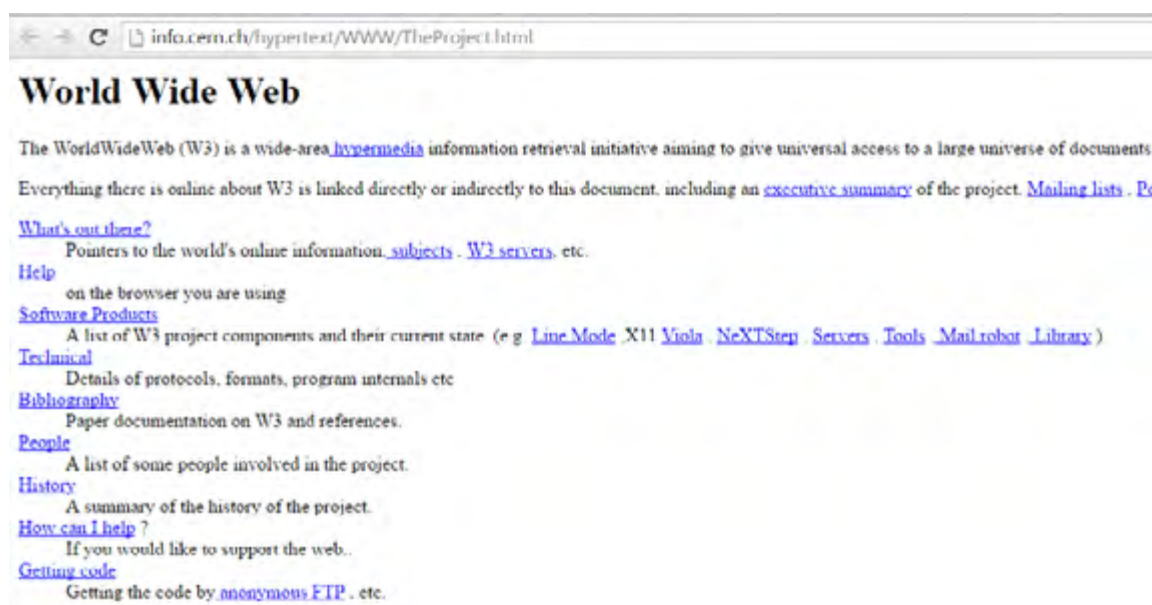 info.cern.ch/hypertext/WWW/TheProject.html
World Wide Web
The WorldWideWeb (W3) is a wide-area hypermedia information retrieval initiative aiming to give universal access to a large universe of documents
Everything there is online about W3 is linked directly or indirectly to this document, including an executive summary of the project, Mailing lists ,
What's out there?
Pointers to the world's online information, subjects , W3 servers, etc.
Help
on the browser you are using
Software Products
A list of W3 project components and their current state. (e.g. Line Mode ,X11 Viola , NeXTStep , Servers , Tools , Mail robot , Library )
Technical
Details of protocols, formats, program internals etc
Bibliography
Paper documentation on W3 and references.
People
A list of some people involved in the project.
History
A summary of the history of the project.
How can I help ?
If you would like to support the web..
Getting code
Getting the code by anonymous FTP , etc.